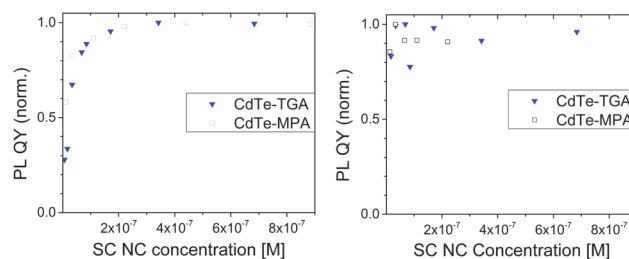 1.0
0.5
0.0
PL QY (norm.)
CdTe-TGA
CdTe-MPA
2x10⁻⁷ 4x10⁻⁷ 6x10⁻⁷ 8x10⁻⁷
SC NC concentration [M]
1.0
0.5
0.0
PL QY (norm.)
CdTe-TGA
CdTe-MPA
2x10⁻⁷ 4x10⁻⁷ 6x10⁻⁷ 8x10⁻⁷
SC NC Concentration [M]